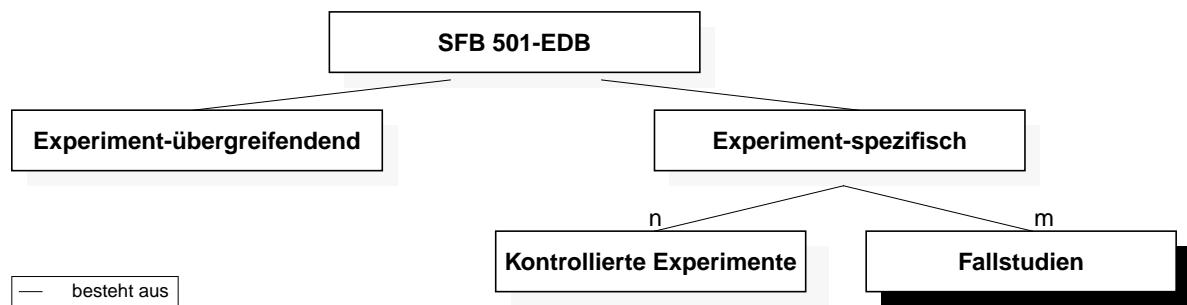 SFB 501-EDB
Experiment-übergreifendend
Experiment-spezifisch
n
m
Kontrollierte Experimente
Fallstudien
besteht aus